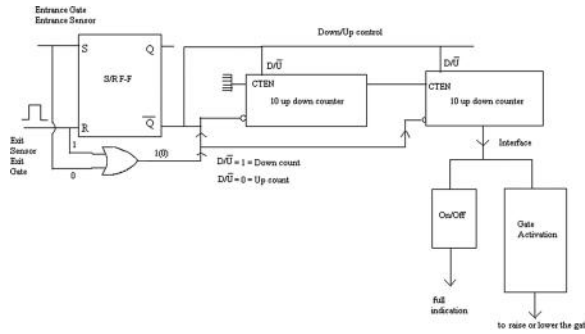 Entrance Gate
Entrance Sensor
Down/Up control
S
Q
S/R F-F
D/U̅
D/U̅
CTEN
CTEN
10 up down counter
10 up down counter
R
Q̅
Exit
Sensor
Exit
Gate
1
0
1(0)
D/U̅ = 1 = Down count
D/U̅ = 0 = Up count
Interface
On/Off
Gate
Activation
full
indication
to raise or lower the gat